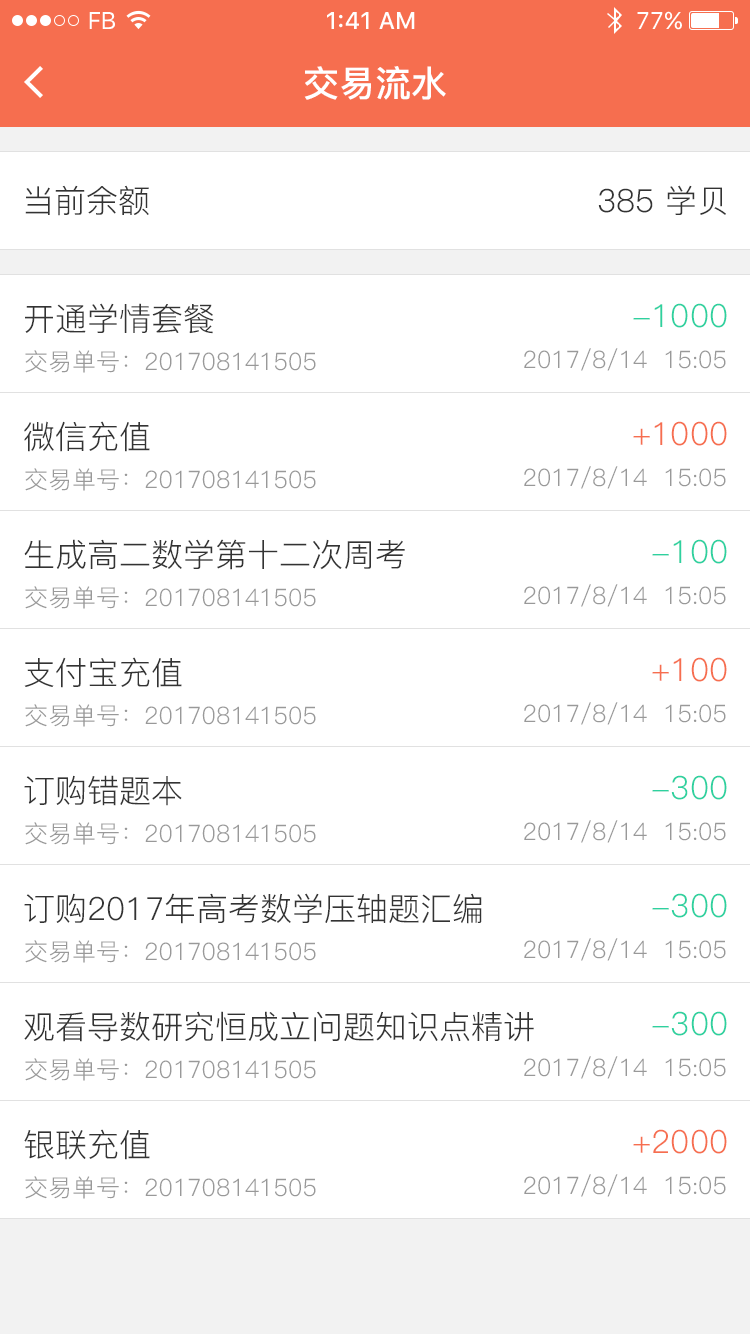 FB 1:41 AM 77%
交易流水
当前余额 385 学贝
开通学情套餐 –1000
交易单号：201708141505 2017/8/14 15:05
微信充值 +1000
交易单号：201708141505 2017/8/14 15:05
生成高二数学第十二次周考 –100
交易单号：201708141505 2017/8/14 15:05
支付宝充值 +100
交易单号：201708141505 2017/8/14 15:05
订购错题本 –300
交易单号：201708141505 2017/8/14 15:05
订购2017年高考数学压轴题汇编 –300
交易单号：201708141505 2017/8/14 15:05
观看导数研究恒成立问题知识点精讲 –300
交易单号：201708141505 2017/8/14 15:05
银联充值 +2000
交易单号：201708141505 2017/8/14 15:05